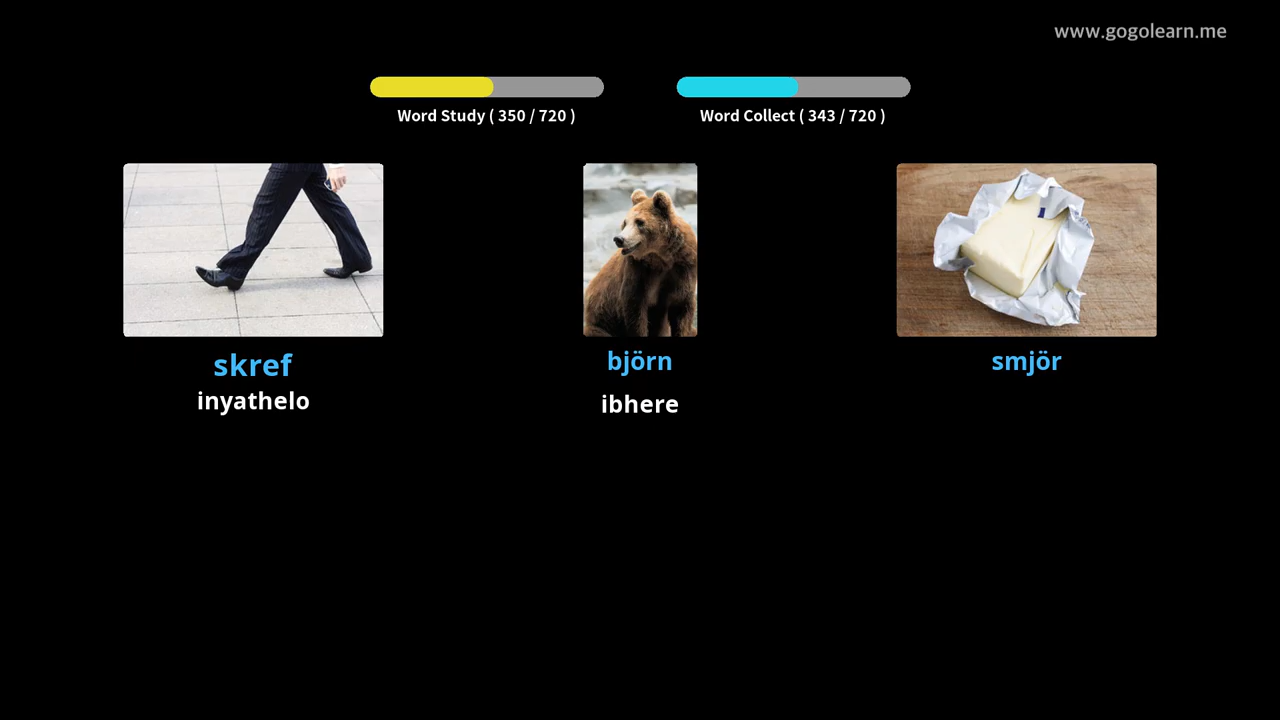 www.gogolearn.me
Word Study ( 350 / 720 )
Word Collect ( 343 / 720 )
skref
inyathelo
björn
ibhere
smjör